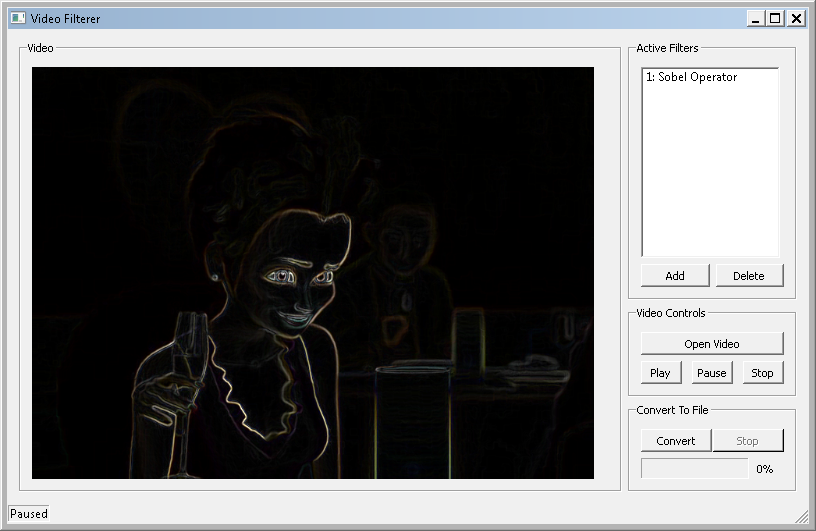 Video Filterer
Video
Active Filters
1: Sobel Operator
Add Delete
Video Controls
Open Video
Play Pause Stop
Convert To File
Convert Stop
0%
Paused